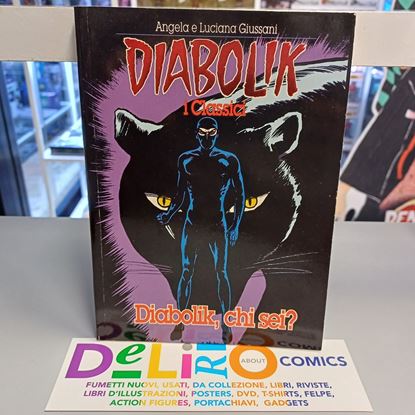 Angela e Luciana Giussani
DIABOLIK
i Classici
Diabolik, chi sei?
DeLiRiO ABOUT COMICS
FUMETTI NUOVI, USATI, DA COLLEZIONE, LIBRI, RIVISTE,
LIBRI D'ILLUSTRAZIONI, POSTERS, DVD, T-SHIRTS, FELPE,
ACTION FIGURES, PORTACHIAVI, GADGETS